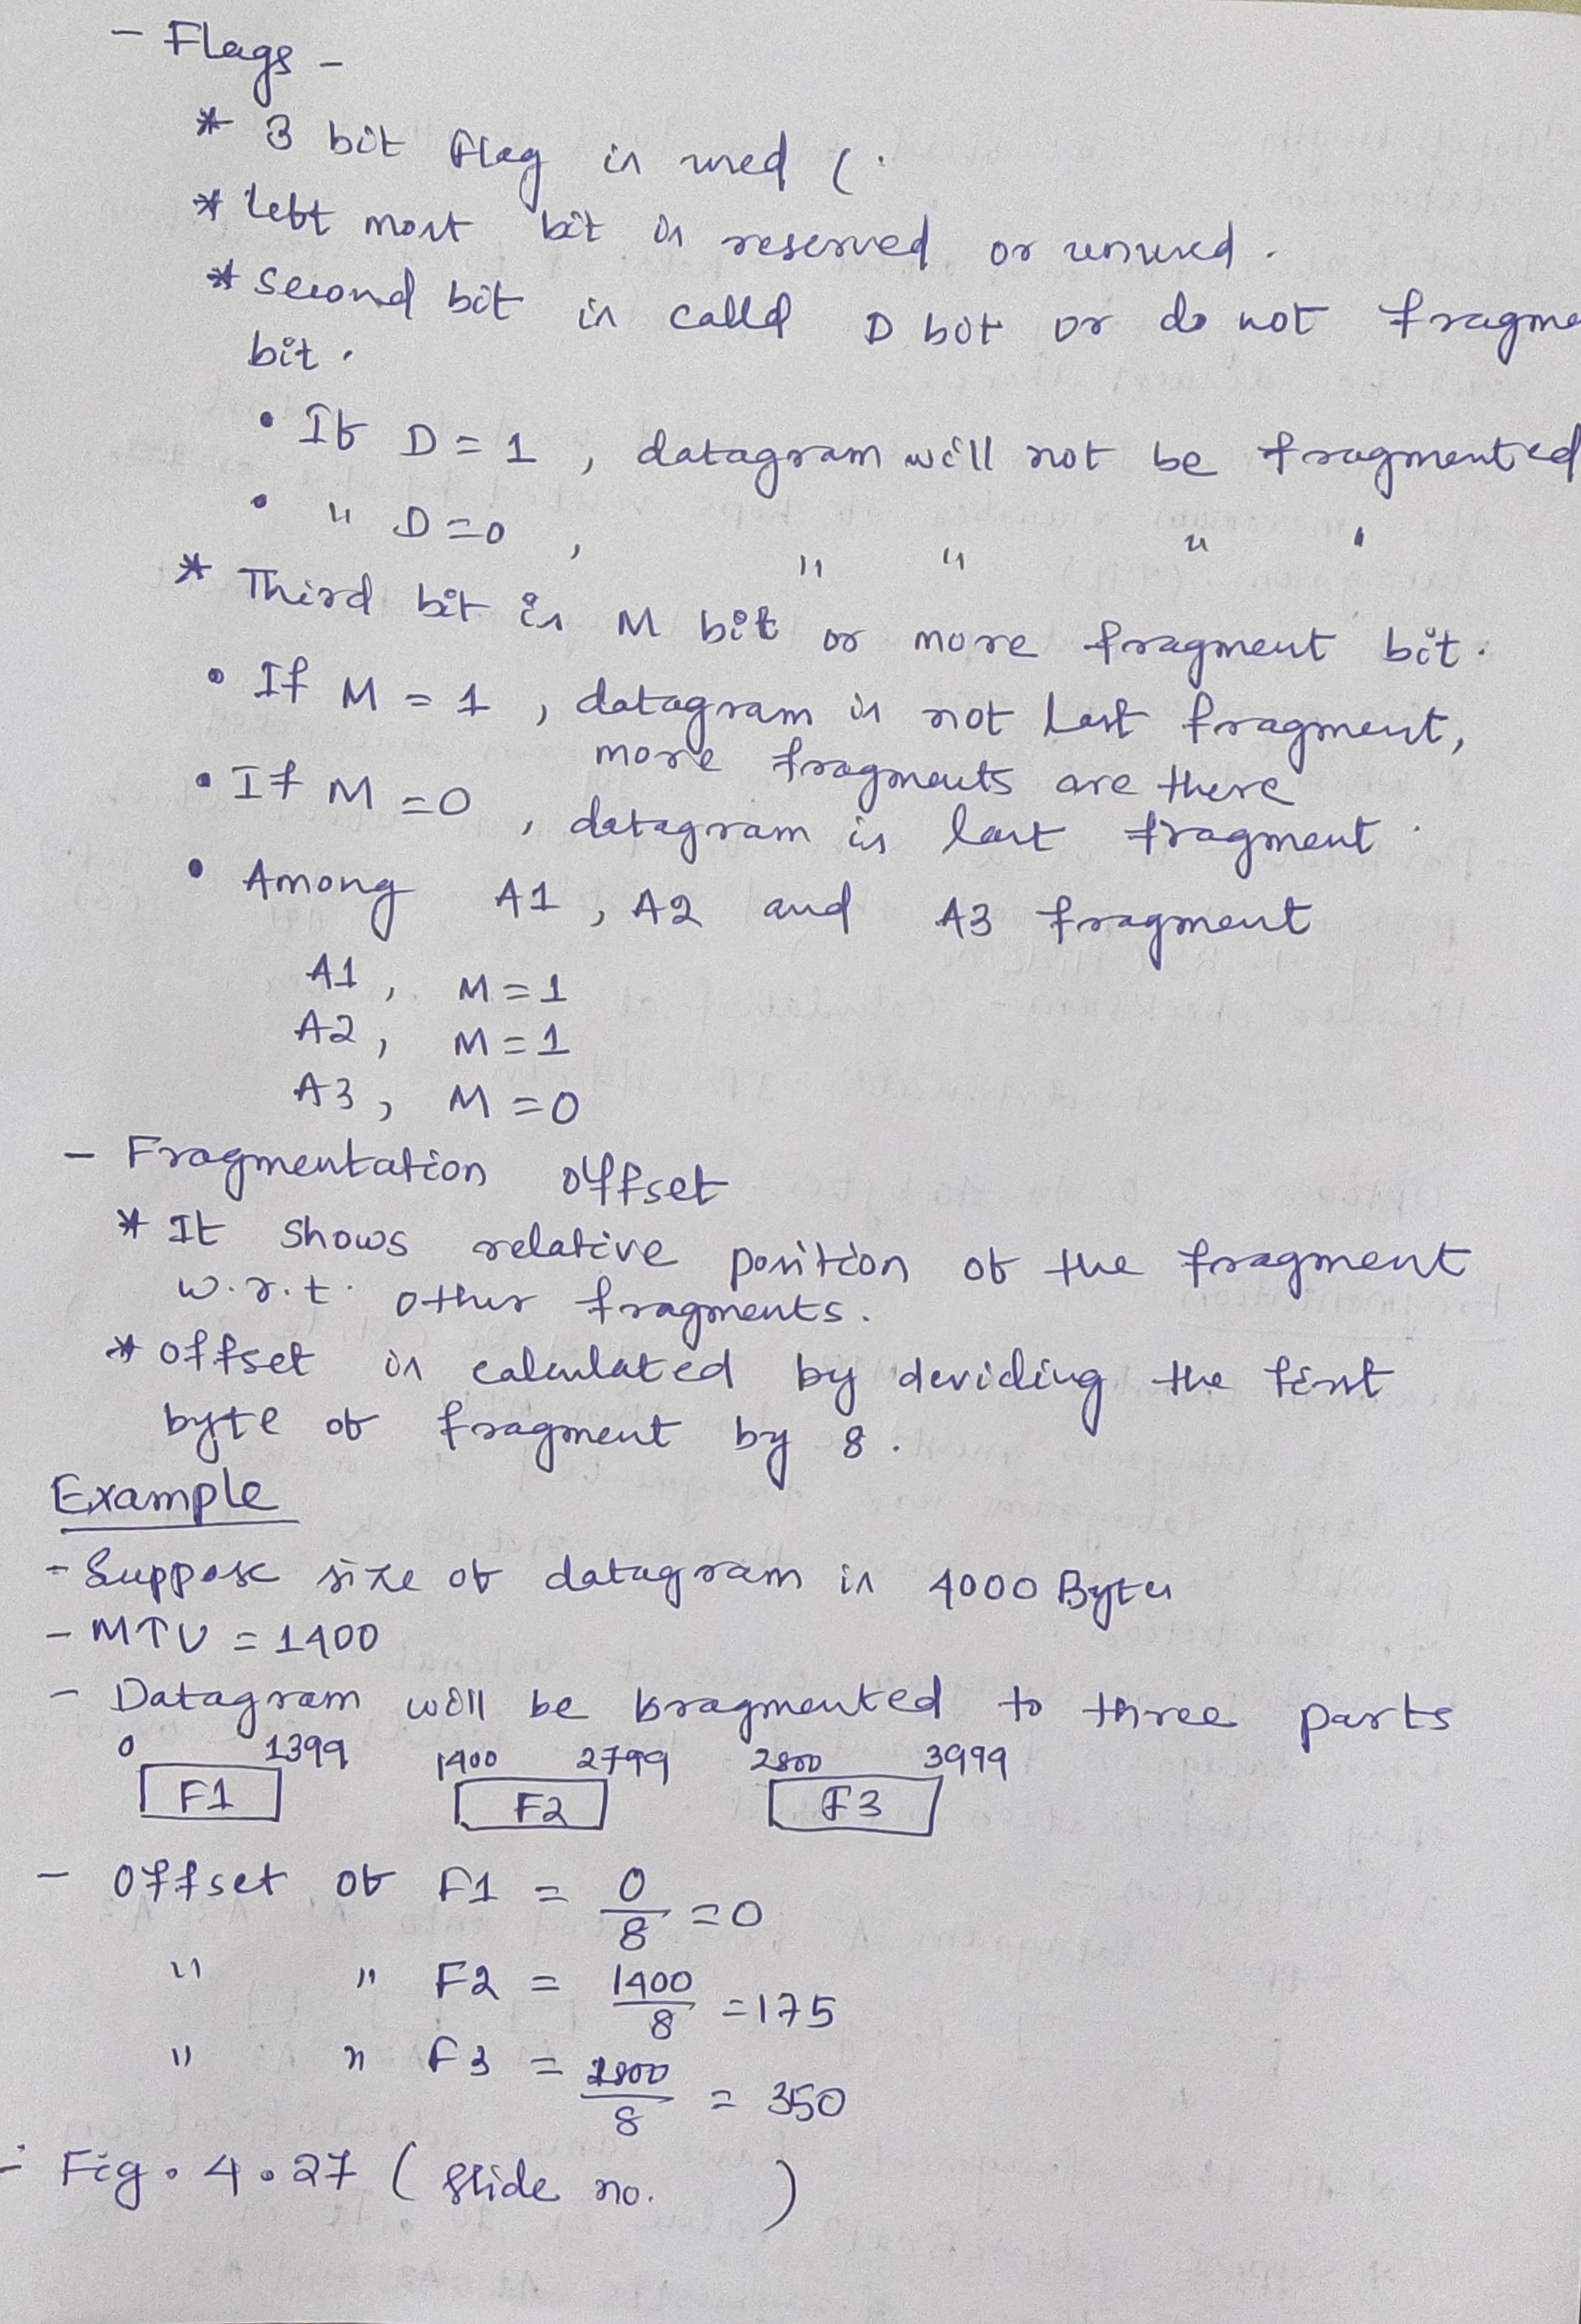 - Flags -
* 3 bit flag is used (.
* left most bit is reserved or unused.
* Second bit is calld D bit or do not fragme
bit.
• If D = 1, datagram will not be fragmented
• " D = 0, " " " "
* Third bit is M bit or more fragment bit.
• If M = 1, datagram is not last fragment,
more fragments are there
• If M = 0, datagram is last fragment.
• Among A1, A2 and A3 fragment
A1, M = 1
A2, M = 1
A3, M = 0
- Fragmentation offset
* It shows relative position of the fragment
w.r.t. other fragments.
* Offset is calculated by deviding the first
byte of fragment by 8.
Example
- Suppose size of datagram is 4000 Bytes
- MTU = 1400
- Datagram will be fragmented to three parts
0 1399 1400 2799 2800 3999
F1 F2 F3
- Offset of F1 = 0/8 = 0
" " F2 = 1400/8 = 175
" " F3 = 2800/8 = 350
- Fig. 4.27 ( Slide no. )